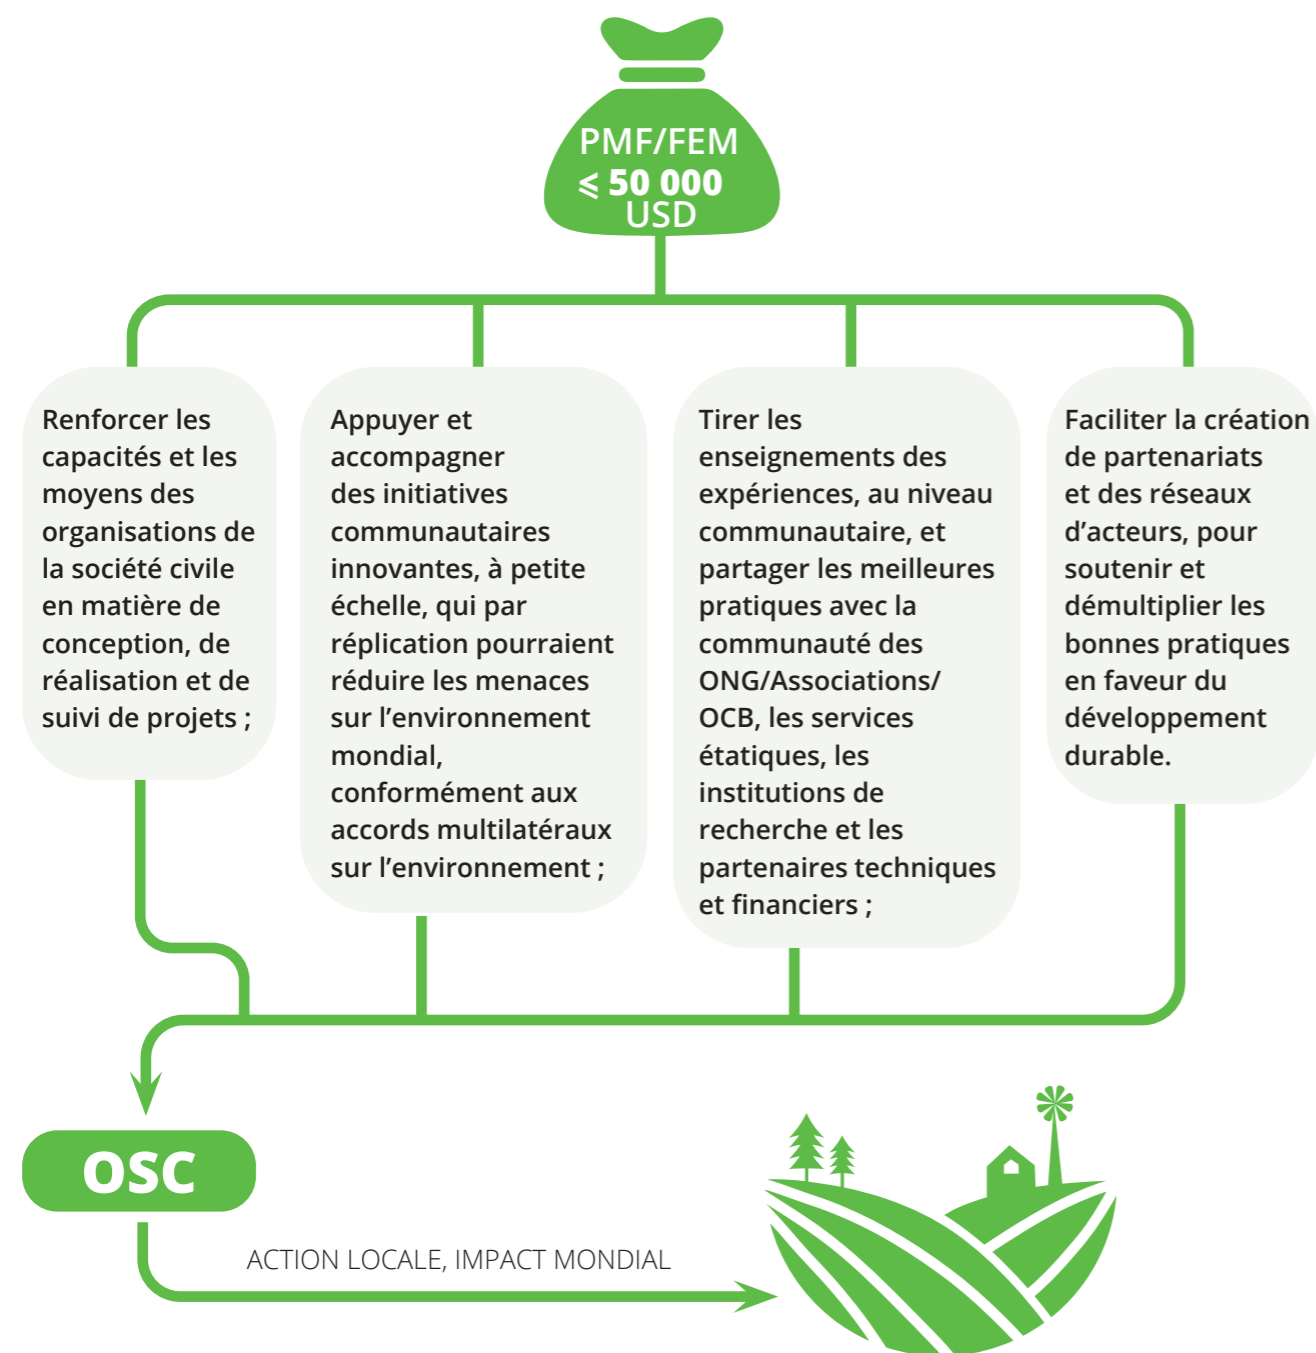 PMF/FEM
⩽ 50 000
USD
Renforcer les
capacités et les
moyens des
organisations de
la société civile
en matière de
conception, de
réalisation et de
suivi de projets ;
Appuyer et
accompagner
des initiatives
communautaires
innovantes, à petite
échelle, qui par
réplication pourraient
réduire les menaces
sur l’environnement
mondial,
conformément aux
accords multilatéraux
sur l’environnement ;
Tirer les
enseignements des
expériences, au niveau
communautaire, et
partager les meilleures
pratiques avec la
communauté des
ONG/Associations/
OCB, les services
étatiques, les
institutions de
recherche et les
partenaires techniques
et financiers ;
Faciliter la création
de partenariats
et des réseaux
d’acteurs, pour
soutenir et
démultiplier les
bonnes pratiques
en faveur du
développement
durable.
OSC
ACTION LOCALE, IMPACT MONDIAL